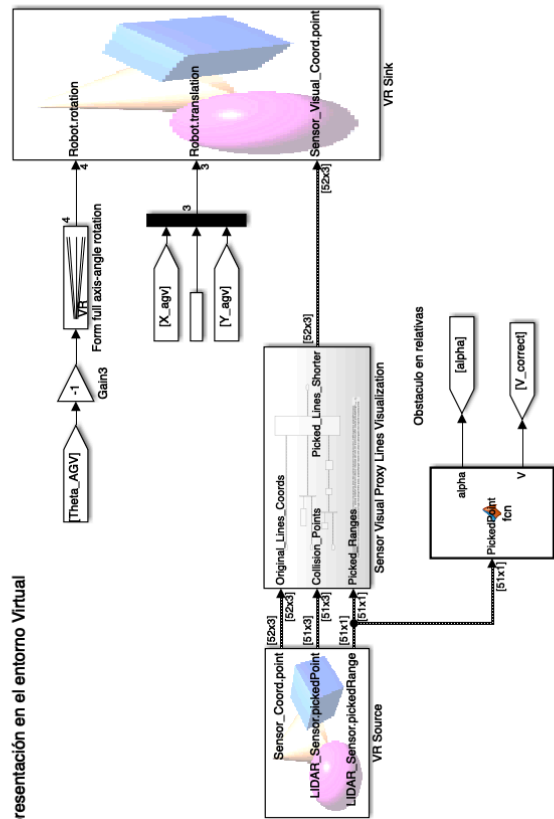 resentación en el entorno Virtual
[Theta_AGV]
-1
Gain3
VR
4
Form full axis-angle rotation
4
Robot.rotation
[X_agv]
[Y_agv]
3
3
Robot.translation
Sensor_Visual_Coord.point
VR Sink
[52x3]
[52x3]
Sensor_Coord.point
LIDAR_Sensor.pickedPoint
LIDAR_Sensor.pickedRange
VR Source
[52x3]
[52x3]
[51x3]
[51x3]
[51x1]
[51x1]
Original_Lines_Coords
Collision_Points
Picked_Ranges
Picked_Lines_Shorter
Sensor Visual Proxy Lines Visualization
[51x1]
PickedPoint
fcn
alpha
V
Obstaculo en relativas
[alpha]
[V_correct]